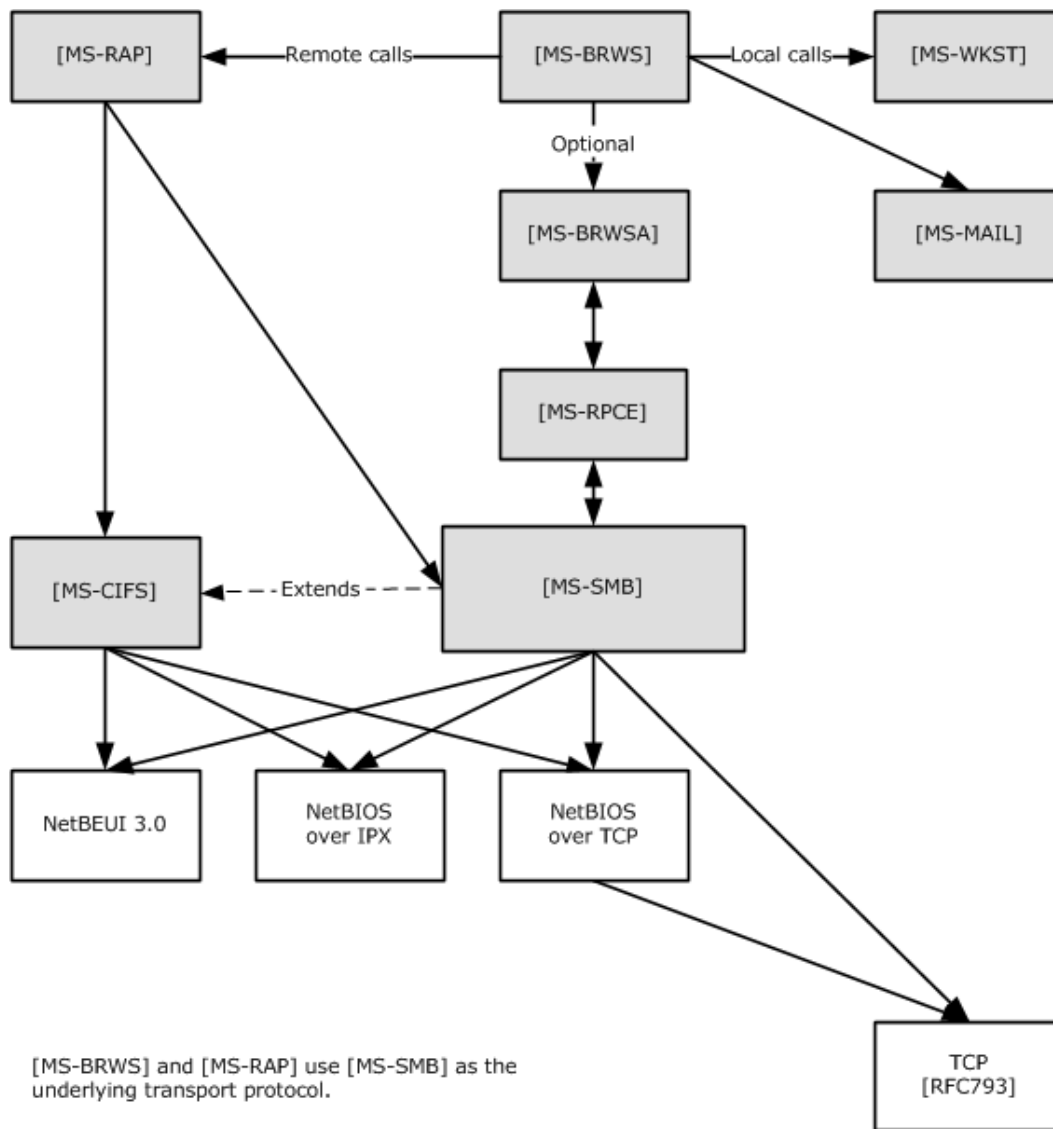 [MS-RAP]
Remote calls
[MS-BRWS]
Local calls
[MS-WKST]
Optional
[MS-BRWSA]
[MS-MAIL]
[MS-RPCE]
[MS-CIFS]
Extends
[MS-SMB]
NetBEUI 3.0
NetBIOS
over IPX
NetBIOS
over TCP
[MS-BRWS] and [MS-RAP] use [MS-SMB] as the
underlying transport protocol.
TCP
[RFC793]